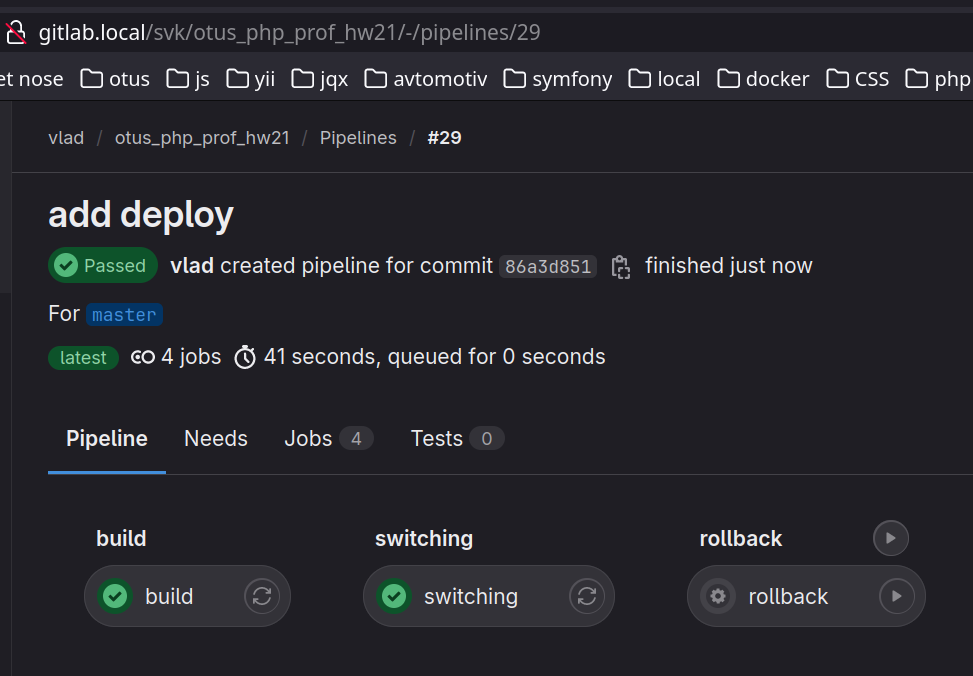 gitlab.local/svk/otus_php_prof_hw21/-/pipelines/29
et nose otus js yii jqx avtomotiv symfony local docker CSS php
vlad / otus_php_prof_hw21 / Pipelines / #29
add deploy
Passed vlad created pipeline for commit 86a3d851 finished just now
For master
latest 4 jobs 41 seconds, queued for 0 seconds
Pipeline Needs Jobs 4 Tests 0
build switching rollback
build switching rollback